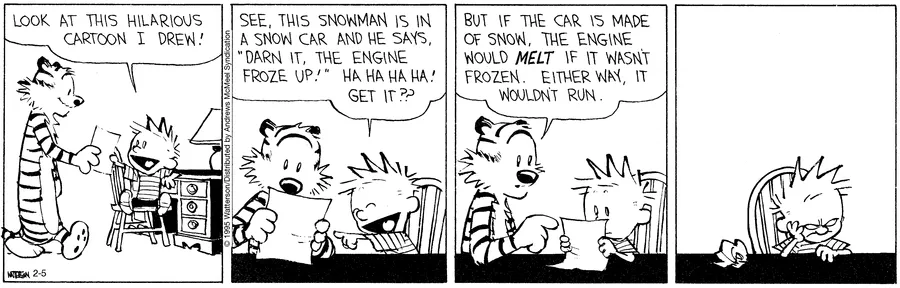 LOOK AT THIS HILARIOUS
CARTOON I DREW!
SEE, THIS SNOWMAN IS IN
A SNOW CAR AND HE SAYS,
"DARN IT, THE ENGINE
FROZE UP!" HA HA HA HA!
GET IT??
BUT IF THE CAR IS MADE
OF SNOW, THE ENGINE
WOULD MELT IF IT WASN'T
FROZEN. EITHER WAY, IT
WOULDN'T RUN.
© 1995 Watterson/Distributed by Andrews McMeel Syndication
WATTERSON 2-5